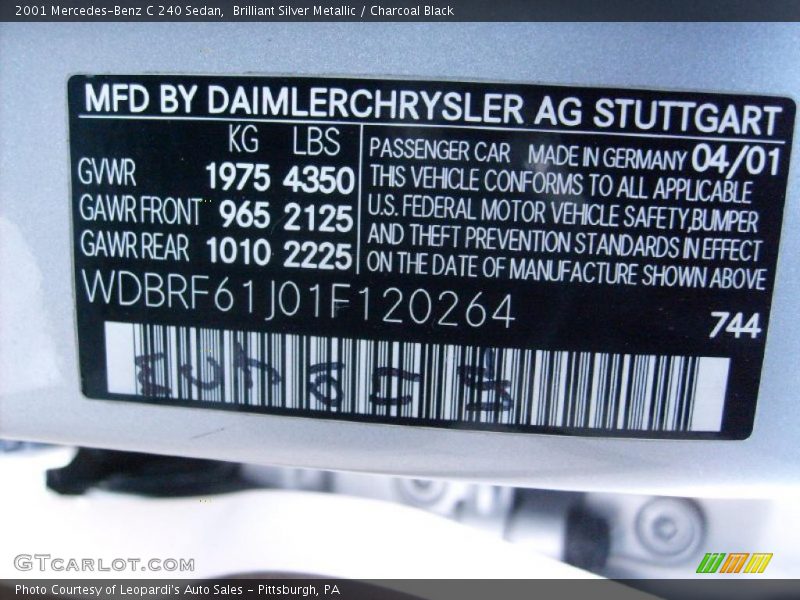 2001 Mercedes-Benz C 240 Sedan,  Brilliant Silver Metallic / Charcoal Black
MFD BY DAIMLERCHRYSLER AG STUTTGART
KG LBS
GVWR 1975 4350
GAWR FRONT 965 2125
GAWR REAR 1010 2225
PASSENGER CAR MADE IN GERMANY 04/01
THIS VEHICLE CONFORMS TO ALL APPLICABLE
U.S. FEDERAL MOTOR VEHICLE SAFETY,BUMPER
AND THEFT PREVENTION STANDARDS IN EFFECT
ON THE DATE OF MANUFACTURE SHOWN ABOVE
WDBRF61J01F120264
744
GTCARLOT.COM
Photo Courtesy of Leopardi's Auto Sales - Pittsburgh, PA